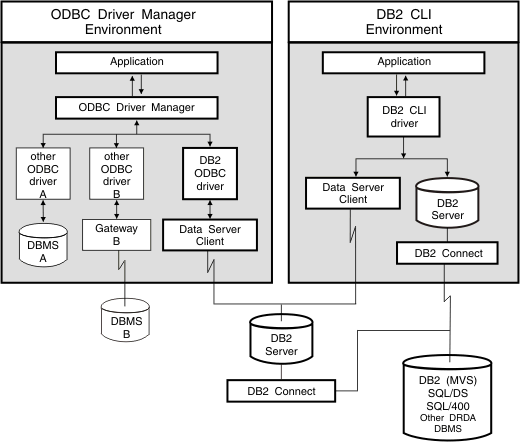 ODBC Driver Manager
Environment
Application
ODBC Driver Manager
other
ODBC
driver
A
other
ODBC
driver
B
DB2
ODBC
driver
DBMS
A
Gateway
B
Data Server
Client
DBMS
B
DB2 CLI
Environment
Application
DB2 CLI
driver
Data Server
Client
DB2
Server
DB2 Connect
DB2
Server
DB2 Connect
DB2 (MVS)
SQL/DS
SQL/400
Other DRDA
DBMS